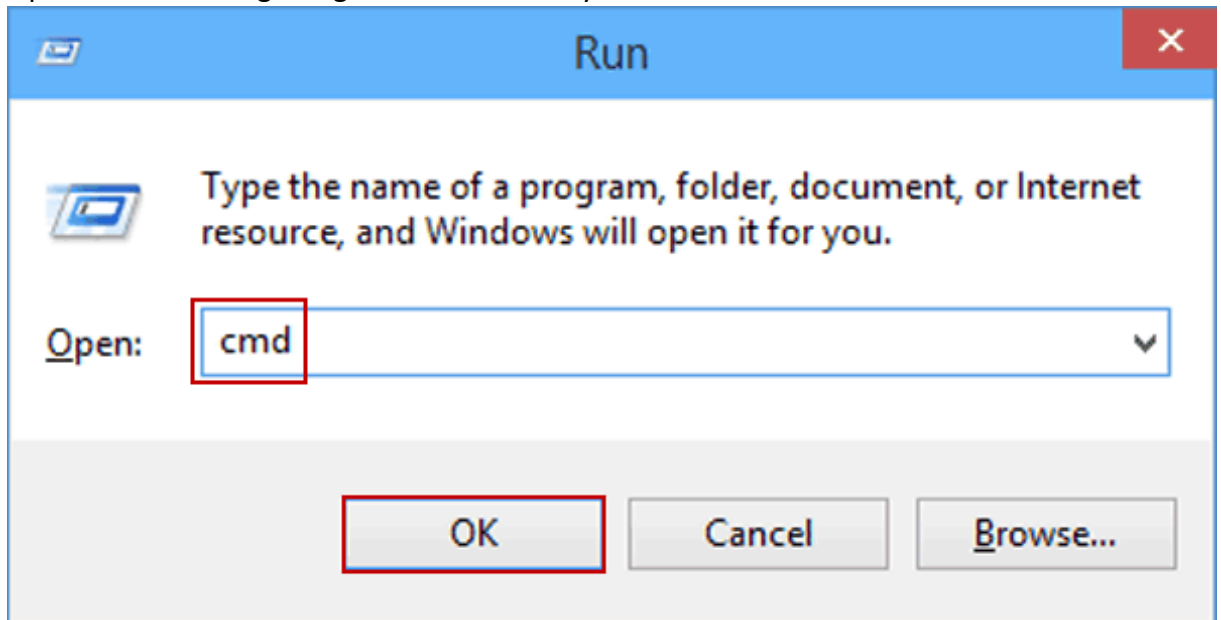 Run
Type the name of a program, folder, document, or Internet
resource, and Windows will open it for you.
Open: cmd
OK Cancel Browse...